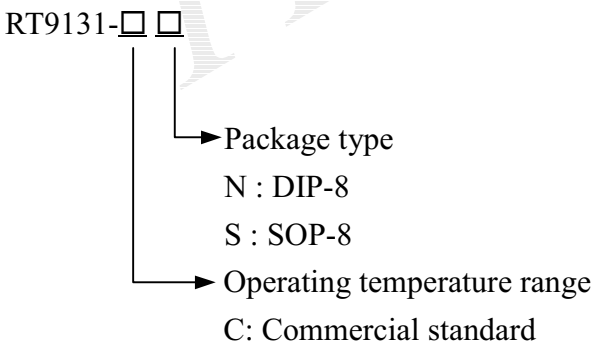 RT9131-☐ ☐
Package type
N : DIP-8
S : SOP-8
Operating temperature range
C: Commercial standard